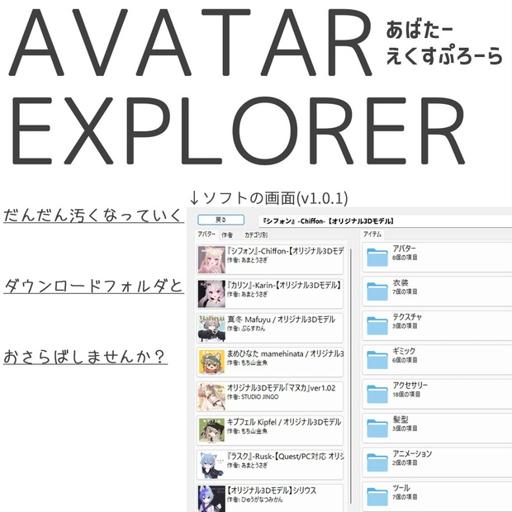 AVATAR
あばたー
えくすぷろーら
EXPLORER
↓ソフトの画面(v1.0.1)
だんだん汚くなっていく
ダウンロードフォルダと
おさらばしませんか？
戻る
『シフォン』-Chiffon-【オリジナル3Dモデル】
アバター 作者 カテゴリ別
『シフォン』-Chiffon-【オリジナル3Dモデ
作者: あまとうさぎ
『カリン』-Karin-【オリジナル3Dモデル】
作者: あまとうさぎ
真冬 Mafuyu / オリジナル3Dモデル
作者: ぷらすわん
まめひなた mamehinata / オリジナル3
作者: もち山金魚
オリジナル3Dモデル「マヌカ」ver1.02
作者: STUDIO JINGO
キプフェル Kipfel / オリジナル3Dモデル
作者: もち山金魚
『ラスク』-Rusk-【Quest/PC対応 オリジ
作者: あまとうさぎ
【オリジナル3Dモデル】シリウス
作者: ひゅうがなつみかん
アイテム
アバター
8個の項目
衣装
7個の項目
テクスチャ
3個の項目
ギミック
6個の項目
アクセサリー
18個の項目
髪型
3個の項目
アニメーション
2個の項目
ツール
7個の項目